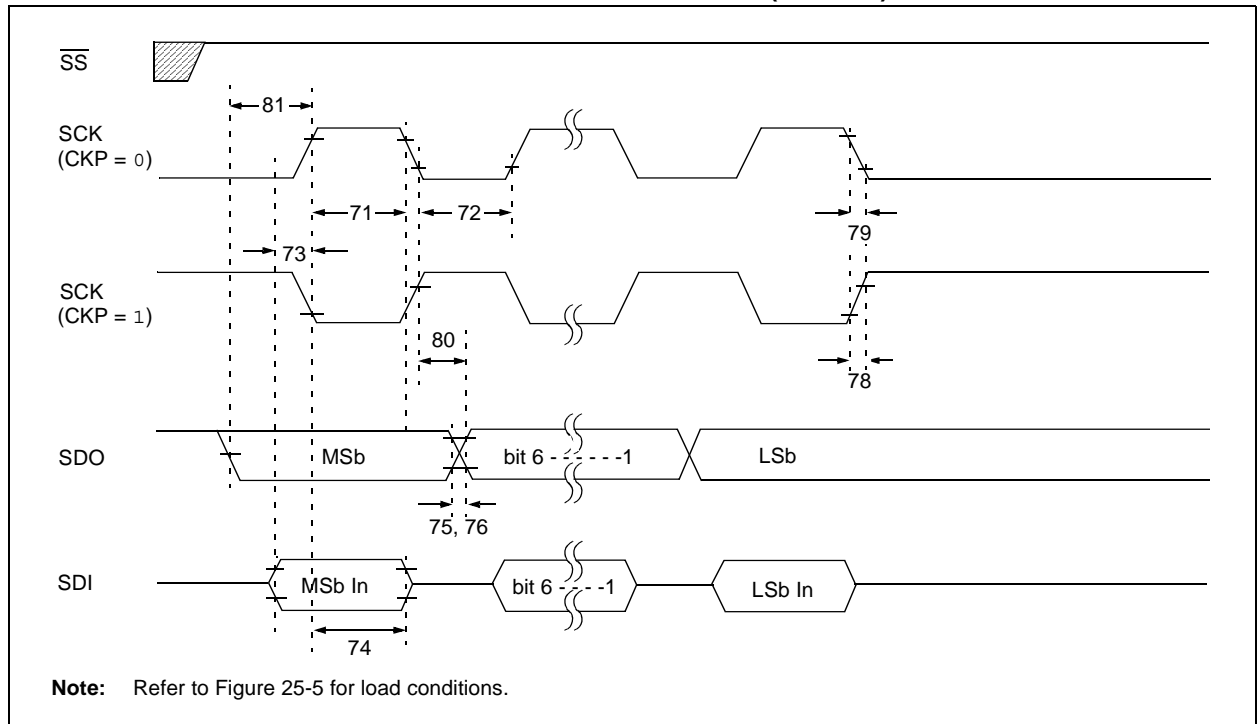 SS
81
SCK
(CKP = 0)
71
72
79
73
SCK
(CKP = 1)
80
78
SDO
MSb
bit 6 - - - - - - -1
LSb
75, 76
SDI
MSb In
bit 6 - - - - -1
LSb In
74
Note: Refer to Figure 25-5 for load conditions.